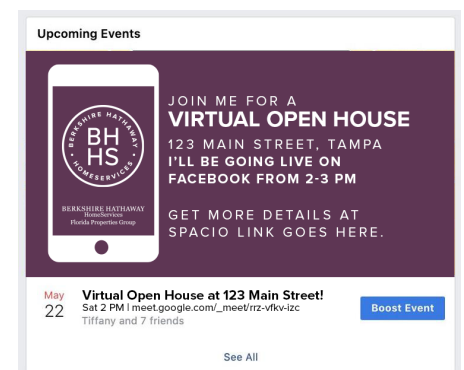 Upcoming Events
BERKSHIRE HATHAWAY
BH
HS
HOMESERVICES
BERKSHIRE HATHAWAY
HomeServices
Florida Properties Group
JOIN ME FOR A
VIRTUAL OPEN HOUSE
123 MAIN STREET, TAMPA
I'LL BE GOING LIVE ON
FACEBOOK FROM 2-3 PM
GET MORE DETAILS AT
SPACIO LINK GOES HERE.
May
22
Virtual Open House at 123 Main Street!
Sat 2 PM | meet.google.com/_meet/rrz-vfkv-izc
Tiffany and 7 friends
Boost Event
See All